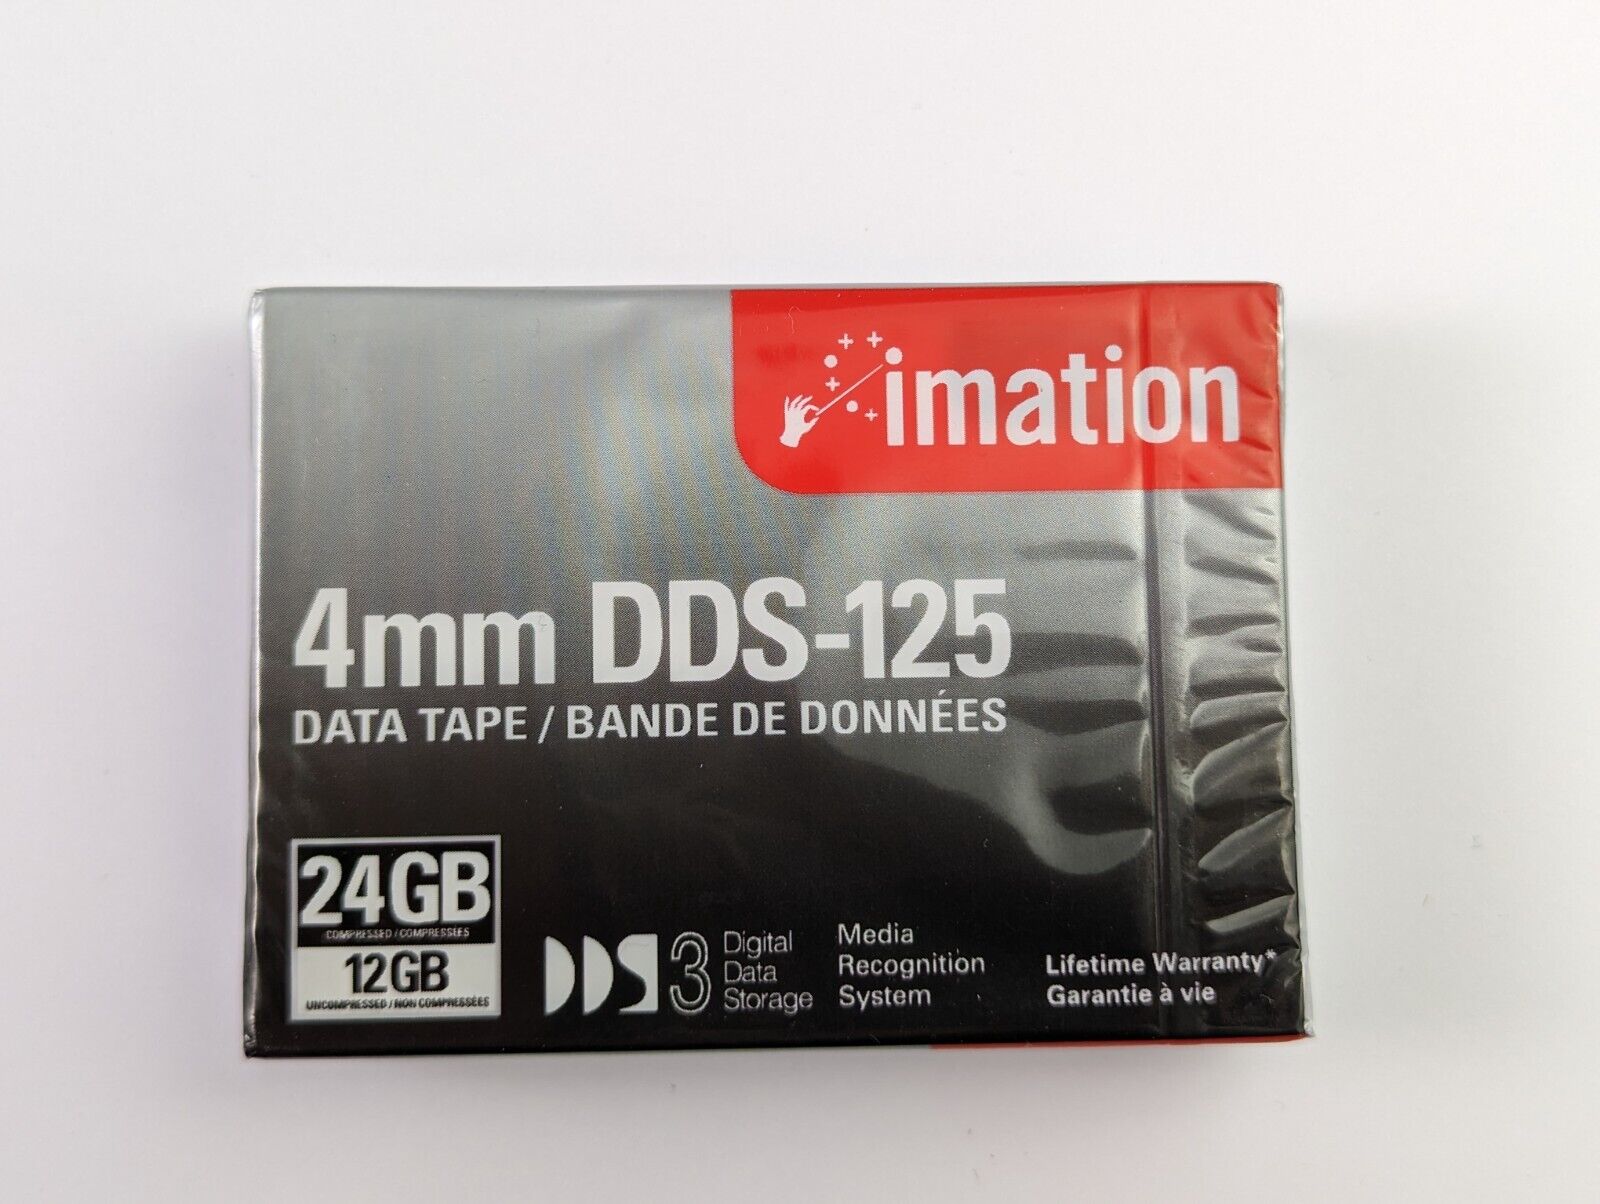 imation
4mm DDS-125
DATA TAPE / BANDE DE DONNÉES
24GB
COMPRESSED / COMPRESSÉES
12GB
UNCOMPRESSED / NON COMPRESSÉES
DDS 3
Digital
Data
Storage
Media
Recognition
System
Lifetime Warranty*
Garantie à vie